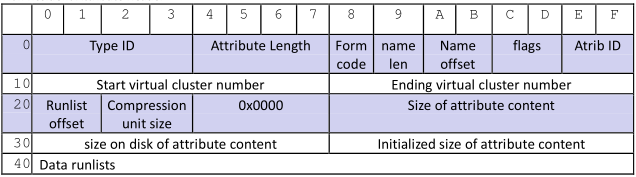 0 1 2 3 4 5 6 7 8 9 A B C D E F
0 Type ID Attribute Length Form code name len Name offset flags Atrib ID
10 Start virtual cluster number Ending virtual cluster number
20 Runlist offset Compression unit size 0x0000 Size of attribute content
30 size on disk of attribute content Initialized size of attribute content
40 Data runlists